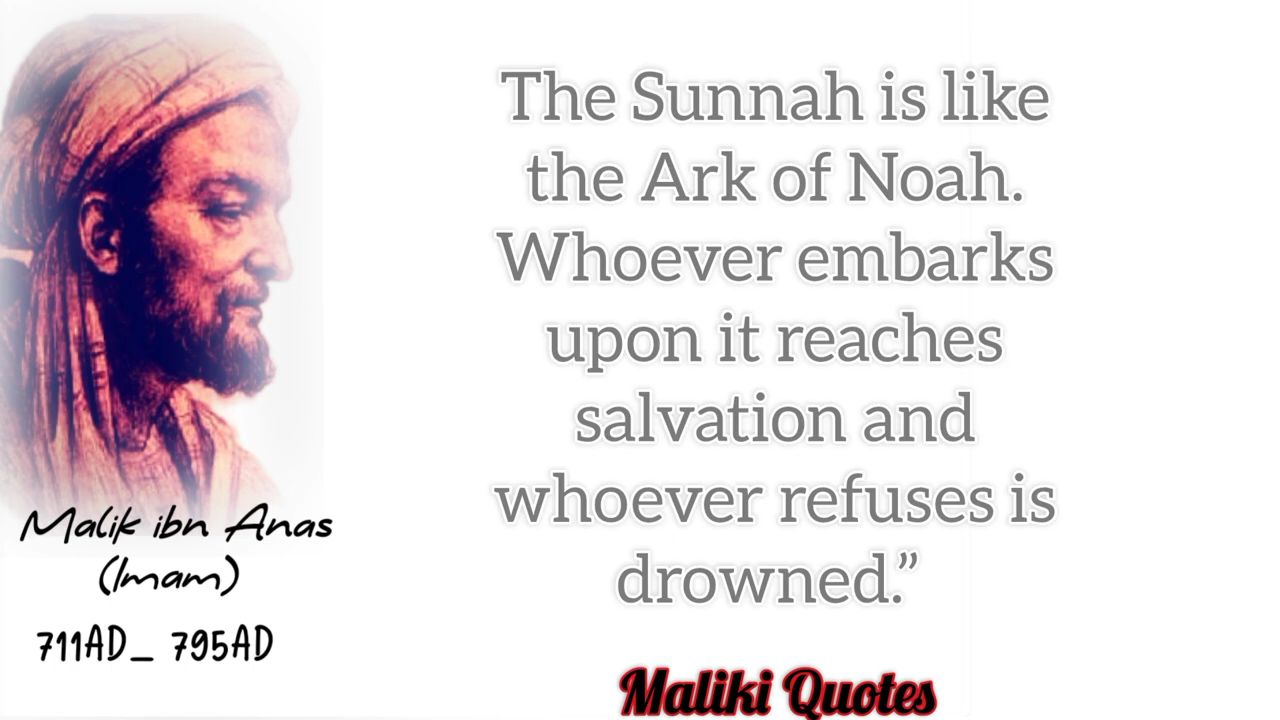 The Sunnah is like
the Ark of Noah.
Whoever embarks
upon it reaches
salvation and
whoever refuses is
drowned.”
Malik ibn Anas
(Imam)
711AD_ 795AD
Maliki Quotes